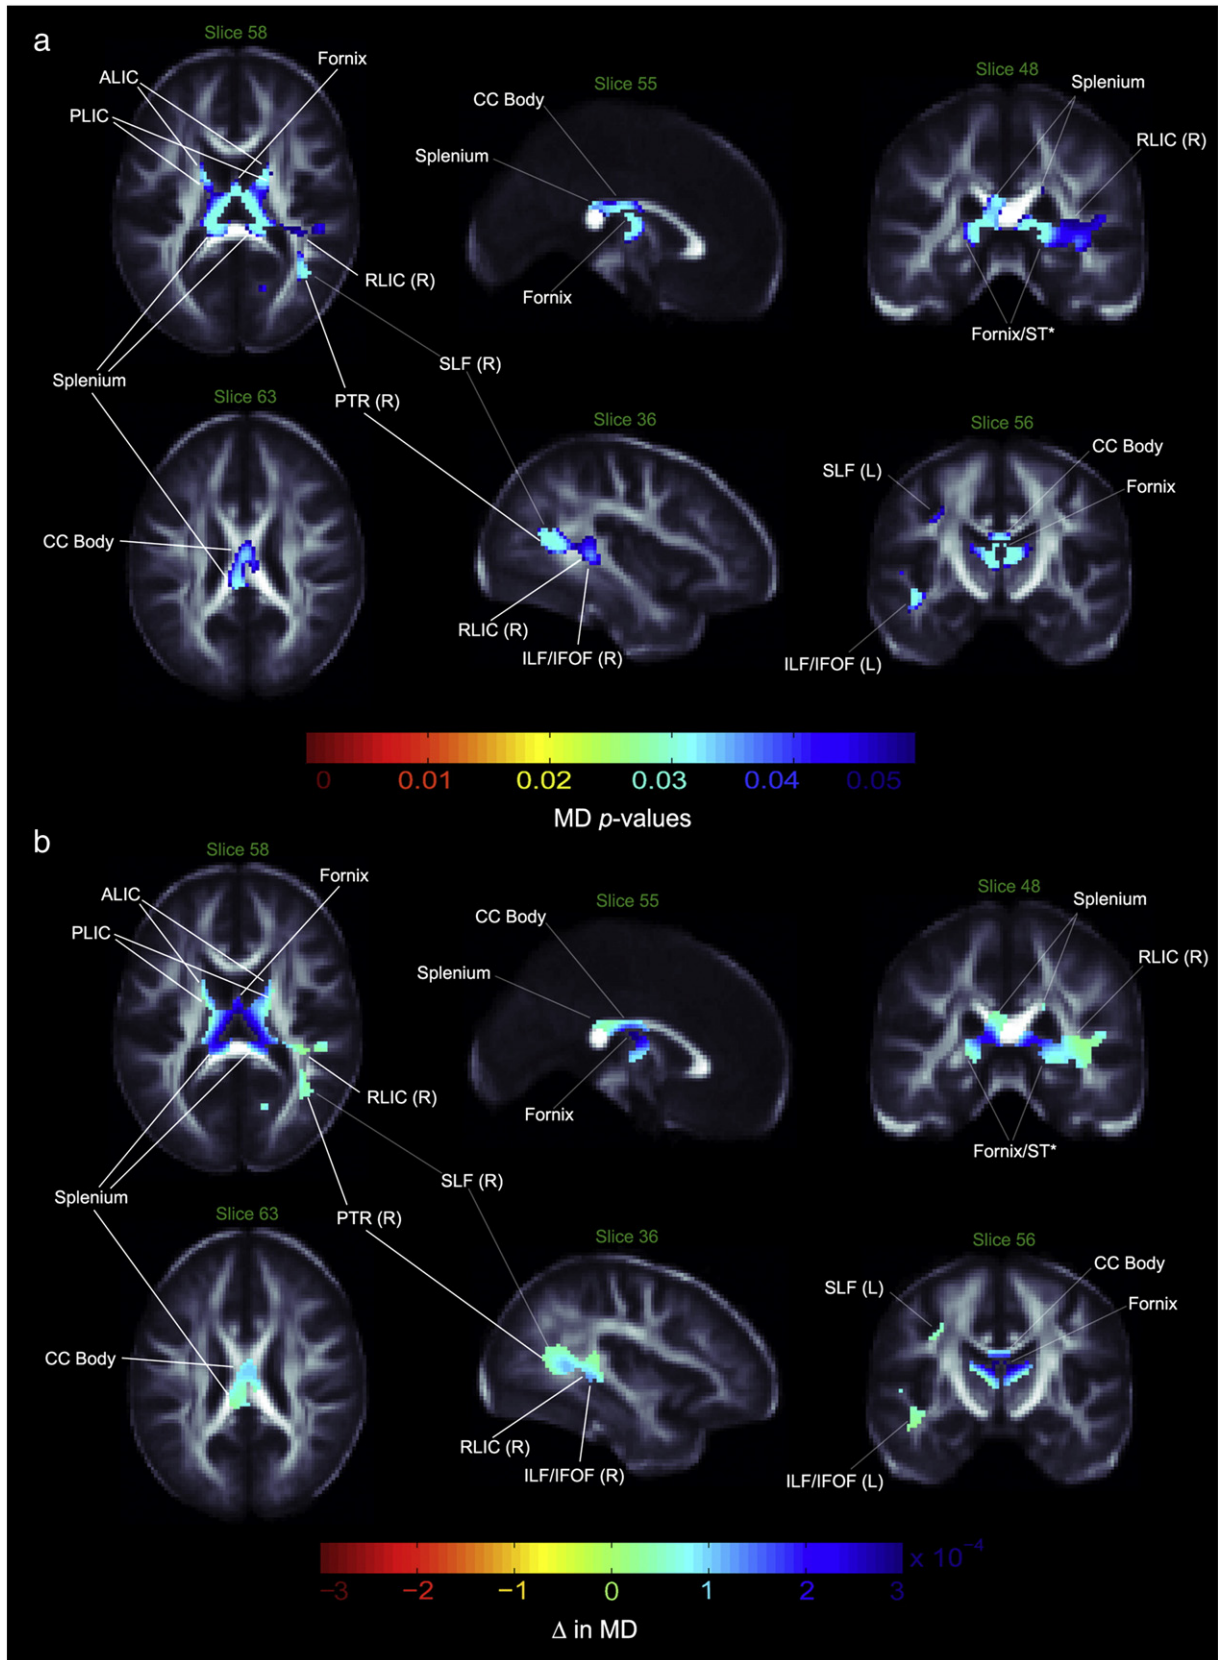 a
Slice 58
Fornix
ALIC
PLIC
RLIC (R)
Slice 55
CC Body
Splenium
Fornix
Slice 48
Splenium
RLIC (R)
Fornix/ST*
Splenium
SLF (R)
PTR (R)
Slice 63
CC Body
Slice 36
RLIC (R)
ILF/IFOF (R)
Slice 56
CC Body
SLF (L)
Fornix
ILF/IFOF (L)
0 0.01 0.02 0.03 0.04 0.05
MD p-values
b
Slice 58
Fornix
ALIC
PLIC
RLIC (R)
Slice 55
CC Body
Splenium
Fornix
Slice 48
Splenium
RLIC (R)
Fornix/ST*
Splenium
SLF (R)
PTR (R)
Slice 63
CC Body
Slice 36
RLIC (R)
ILF/IFOF (R)
Slice 56
CC Body
SLF (L)
Fornix
ILF/IFOF (L)
x 10⁻⁴
−3 −2 −1 0 1 2 3
Δ in MD